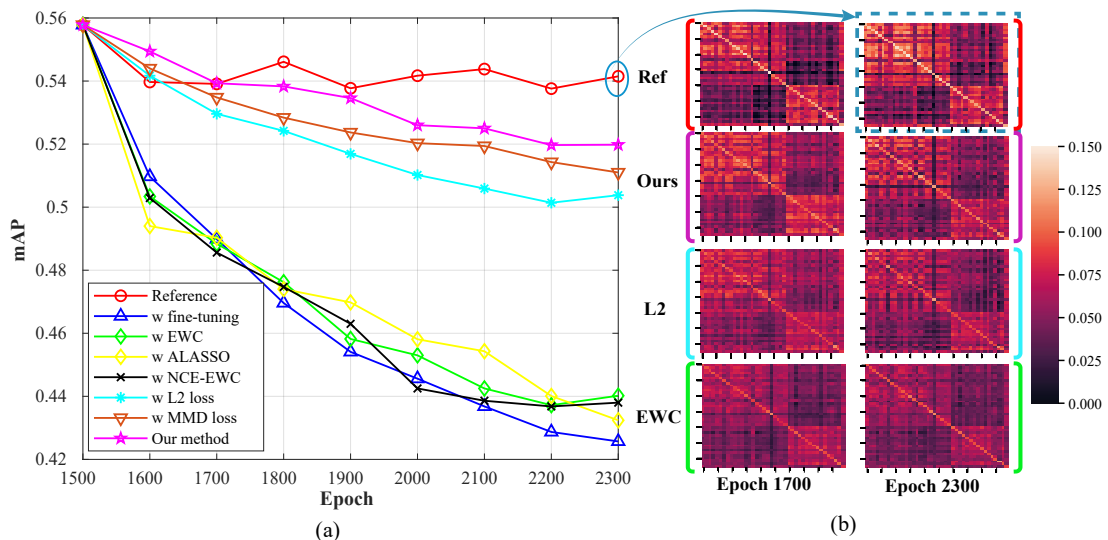 0.56
0.54
0.52
0.5
0.48
0.46
0.44
0.42
mAP
1500
1600
1700
1800
1900
2000
2100
2200
2300
Epoch
Reference
w fine-tuning
w EWC
w ALASSO
w NCE-EWC
w L2 loss
w MMD loss
Our method
(a)
Ref
Ours
L2
EWC
Epoch 1700
Epoch 2300
0.150
0.125
0.100
0.075
0.050
0.025
0.000
(b)